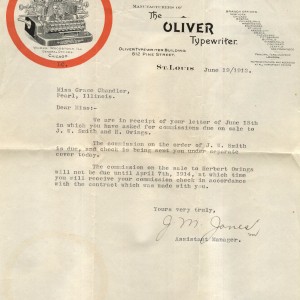 MANUFACTURERS OF
The
OLIVER
Typewriter.
OLIVER TYPEWRITER BUILDING
812 PINE STREET.
CHICAGO
ST. LOUIS
June 19/1913.
Miss Grace Chandler,
Pearl, Illinois.
Dear Miss:-
We are in receipt of your letter of June 18th
in which you have asked for commissions due on sale to
J. W. Smith and H. Owings.
The commission on the order of J. W. Smith
is due, and check is being sent you under separate
cover today.
The commission on the sale to Herbert Owings
will not be due until April 7th, 1914, at which time
you will receive your commission check in accordance
with the contract which was made with you.
Yours very truly,
J. M. Jones
Assistant Manager.